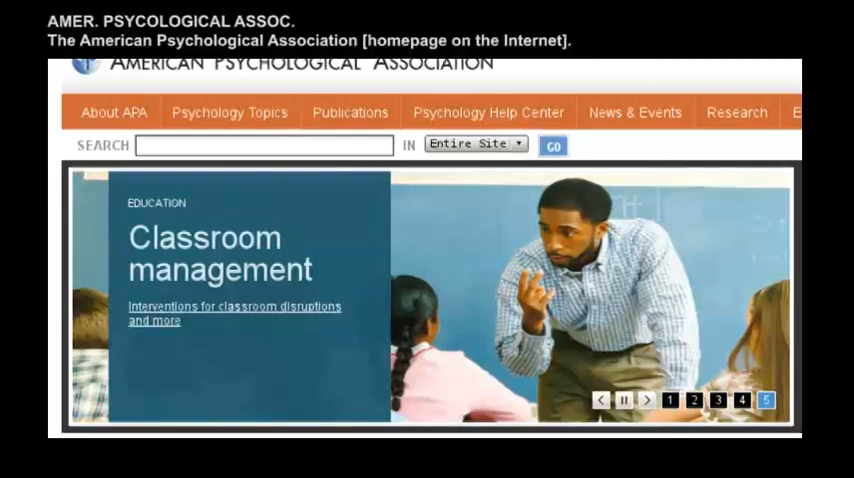 AMER. PSYCOLOGICAL ASSOC.
The American Psychological Association [homepage on the Internet].
AMERICAN PSYCHOLOGICAL ASSOCIATION
About APA Psychology Topics Publications Psychology Help Center News & Events Research E
SEARCH IN Entire Site GO
EDUCATION
Classroom
management
Interventions for classroom disruptions
and more
1 2 3 4 5